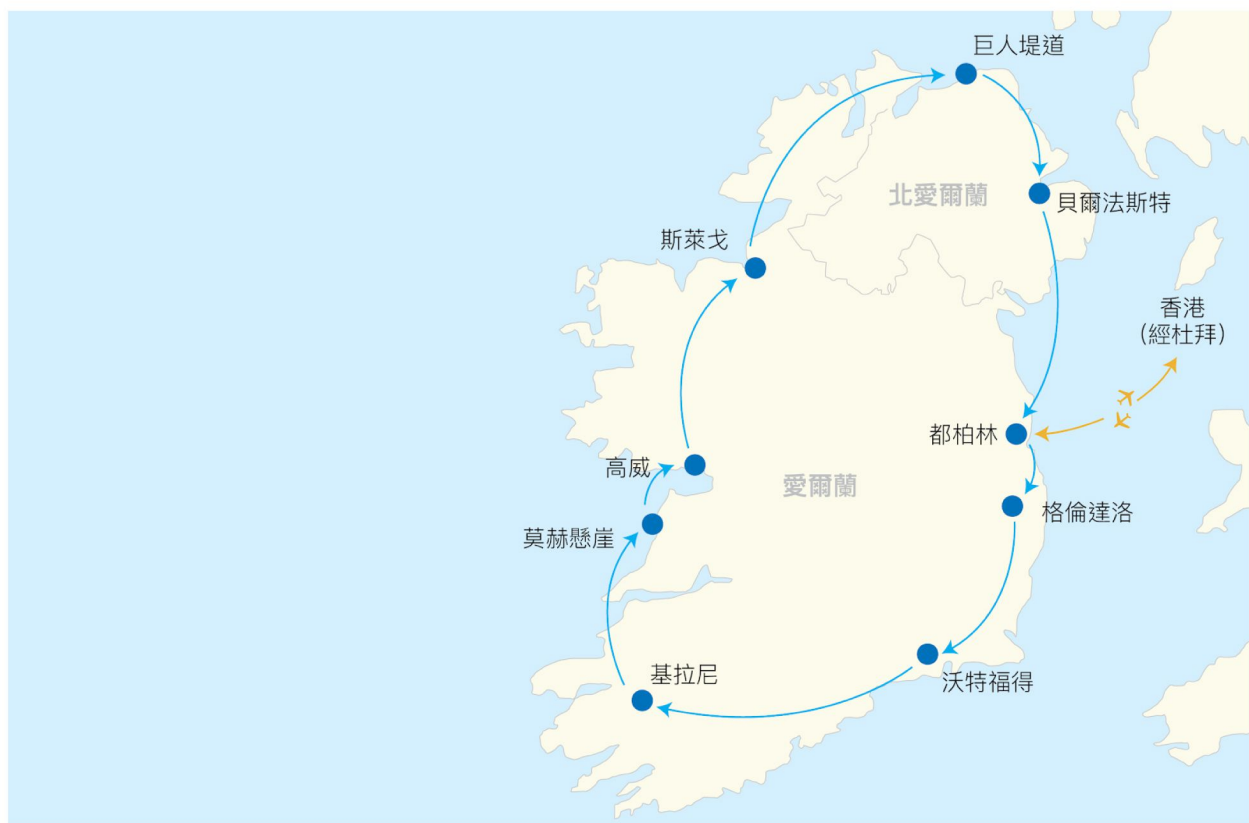 巨人堤道
北愛爾蘭
貝爾法斯特
斯萊戈
香港
（經杜拜）
都柏林
高威
愛爾蘭
格倫達洛
莫赫懸崖
基拉尼
沃特福得